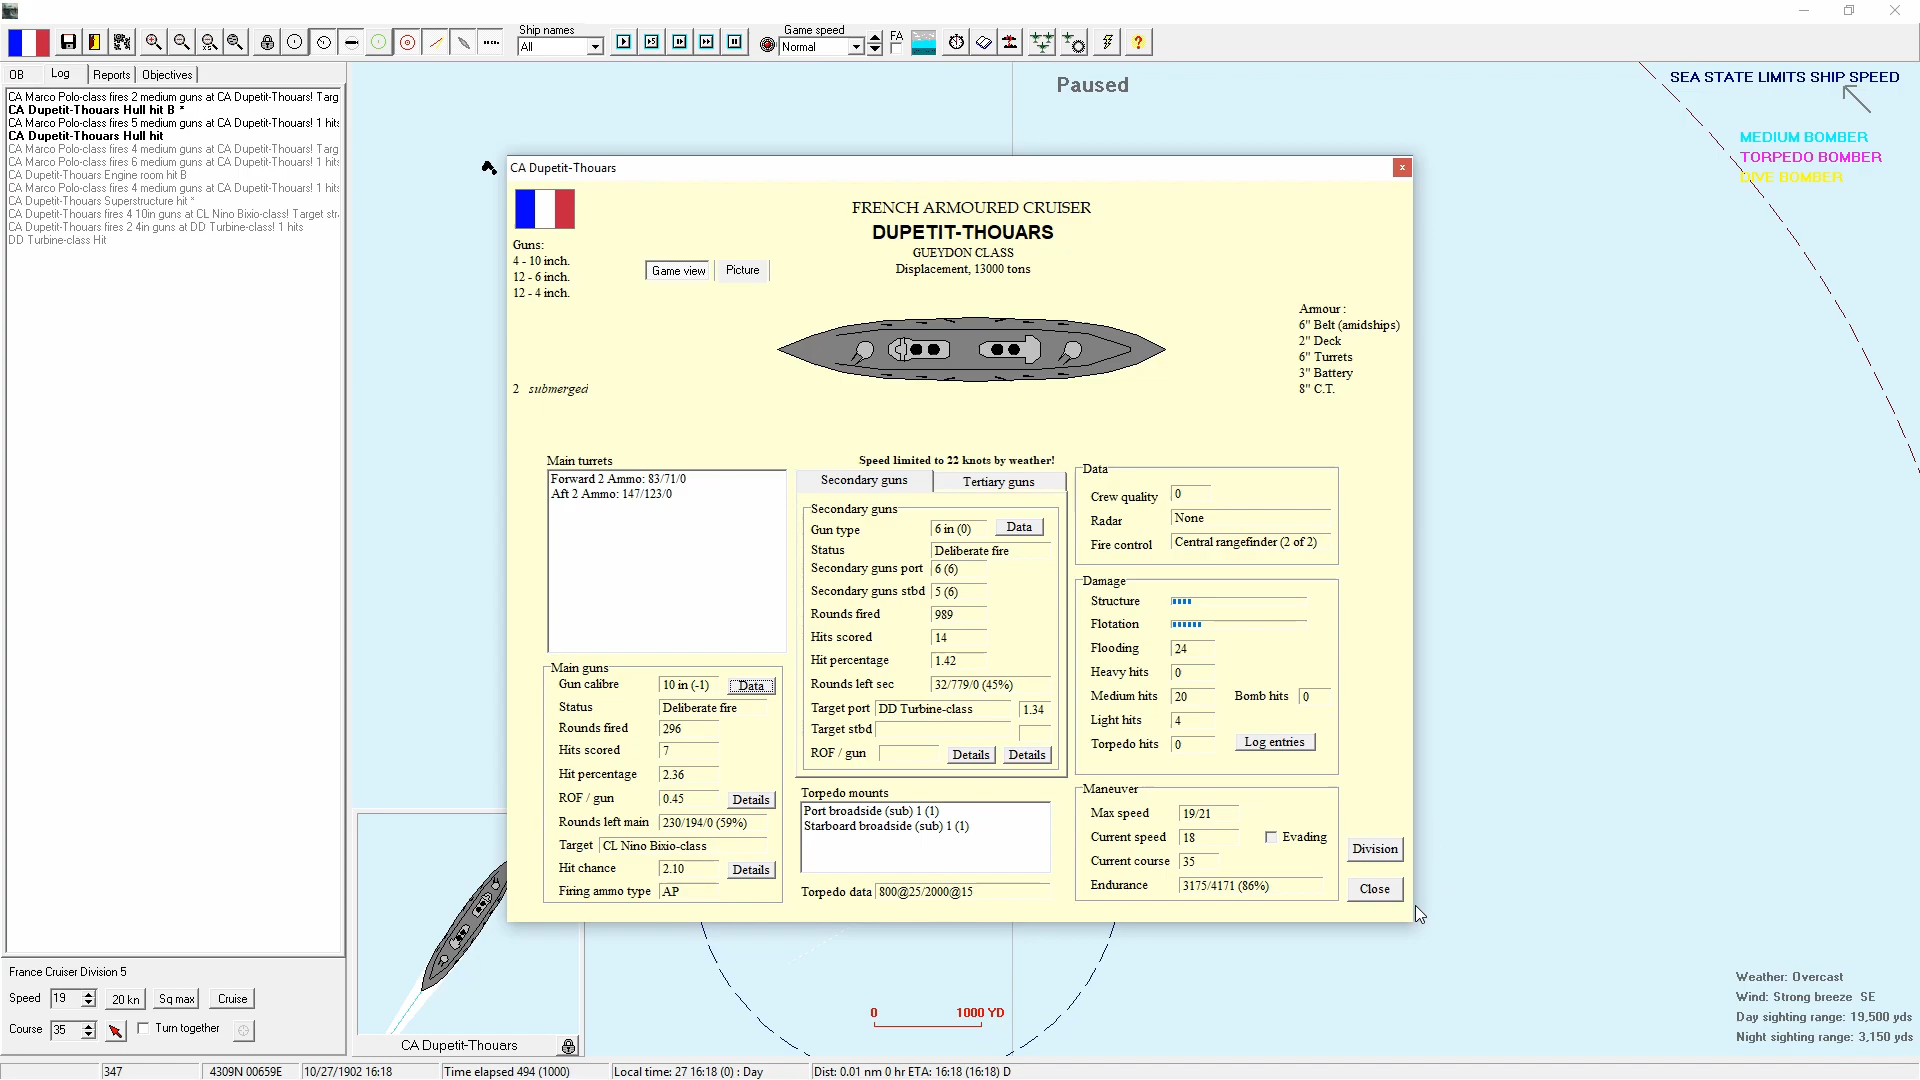 Ship names
All
Game speed
Normal
FA
OB
Log
Reports
Objectives
CA Marco Polo-class fires 2 medium guns at CA Dupetit-Thouars! Targ
CA Dupetit-Thouars Hull hit B *
CA Marco Polo-class fires 5 medium guns at CA Dupetit-Thouars! 1 hits
CA Dupetit-Thouars Hull hit
CA Marco Polo-class fires 4 medium guns at CA Dupetit-Thouars! Targ
CA Marco Polo-class fires 6 medium guns at CA Dupetit-Thouars! 1 hits
CA Dupetit-Thouars Engine room hit B
CA Marco Polo-class fires 4 medium guns at CA Dupetit-Thouars! 1 hits
CA Dupetit-Thouars Superstructure hit *
CA Dupetit-Thouars fires 4 10in guns at CL Nino Bixio-class! Target str
CA Dupetit-Thouars fires 2 4in guns at DD Turbine-class! 1 hits
DD Turbine-class Hit
Paused
SEA STATE LIMITS SHIP SPEED
MEDIUM BOMBER
TORPEDO BOMBER
DIVE BOMBER
CA Dupetit-Thouars
FRENCH ARMOURED CRUISER
DUPETIT-THOUARS
GUEYDON CLASS
Displacement, 13000 tons
Guns:
4 - 10 inch.
12 - 6 inch.
12 - 4 inch.
Game view
Picture
2 submerged
Armour :
6" Belt (amidships)
2" Deck
6" Turrets
3" Battery
8" C.T.
Main turrets
Forward 2 Ammo: 83/71/0
Aft 2 Ammo: 147/123/0
Main guns
Gun calibre 10 in (-1) Data
Status Deliberate fire
Rounds fired 296
Hits scored 7
Hit percentage 2.36
ROF / gun 0.45 Details
Rounds left main 230/194/0 (59%)
Target CL Nino Bixio-class
Hit chance 2.10 Details
Firing ammo type AP
Speed limited to 22 knots by weather!
Secondary guns
Tertiary guns
Secondary guns
Gun type 6 in (0) Data
Status Deliberate fire
Secondary guns port 6 (6)
Secondary guns stbd 5 (6)
Rounds fired 989
Hits scored 14
Hit percentage 1.42
Rounds left sec 32/779/0 (45%)
Target port DD Turbine-class 1.34
Target stbd
ROF / gun Details Details
Torpedo mounts
Port broadside (sub) 1 (1)
Starboard broadside (sub) 1 (1)
Torpedo data 800@25/2000@15
Data
Crew quality 0
Radar None
Fire control Central rangefinder (2 of 2)
Damage
Structure
Flotation
Flooding 24
Heavy hits 0
Medium hits 20 Bomb hits 0
Light hits 4
Torpedo hits 0 Log entries
Maneuver
Max speed 19/21
Current speed 18 Evading
Current course 35
Endurance 3175/4171 (86%)
Division
Close
France Cruiser Division 5
Speed 19 20 kn Sq max Cruise
Course 35 Turn together
CA Dupetit-Thouars
0 1000 YD
Weather: Overcast
Wind: Strong breeze SE
Day sighting range: 19,500 yds
Night sighting range: 3,150 yds
347 4309N 00659E 10/27/1902 16:18 Time elapsed 494 (1000) Local time: 27 16:18 (0) : Day Dist: 0.01 nm 0 hr ETA: 16:18 (16:18) D